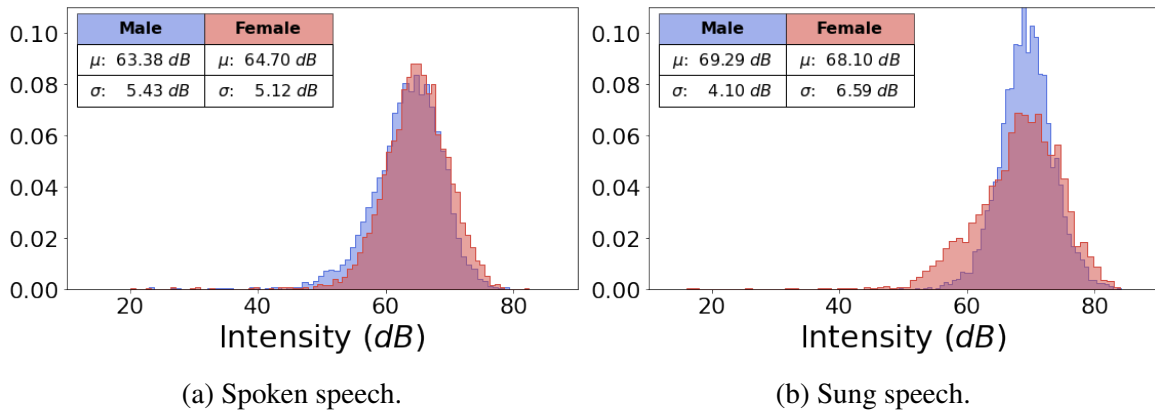 Male Female
μ: 63.38 dB μ: 64.70 dB
σ: 5.43 dB σ: 5.12 dB
0.10
0.08
0.06
0.04
0.02
0.00
20 40 60 80
Intensity (dB)
(a) Spoken speech.
Male Female
μ: 69.29 dB μ: 68.10 dB
σ: 4.10 dB σ: 6.59 dB
0.10
0.08
0.06
0.04
0.02
0.00
20 40 60 80
Intensity (dB)
(b) Sung speech.